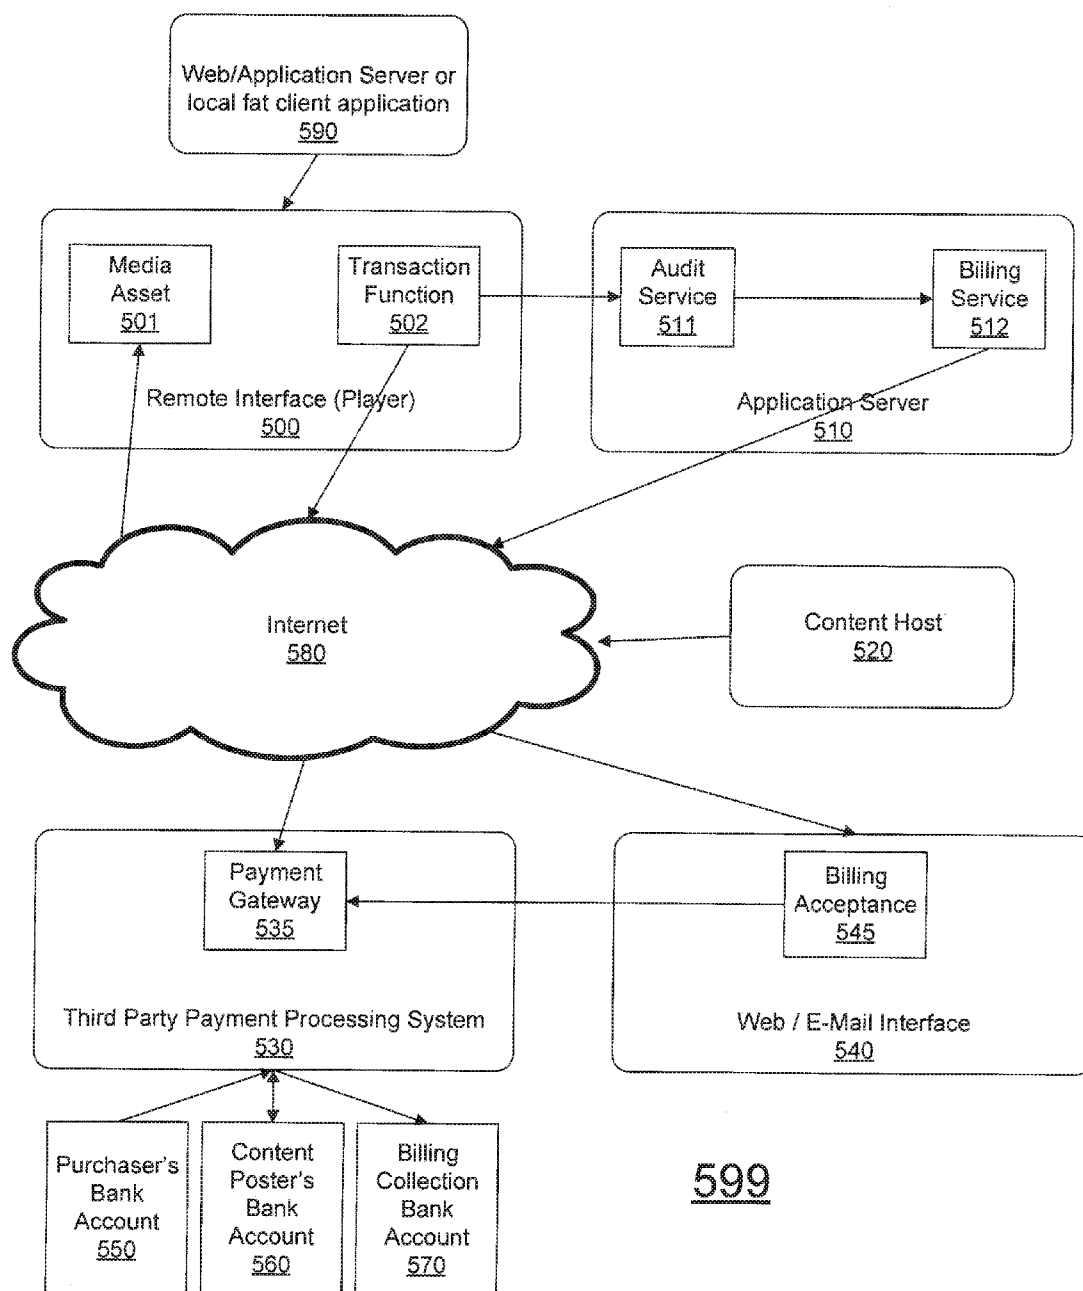 Web/Application Server or
local fat client application
590
Media
Asset
501
Transaction
Function
502
Remote Interface (Player)
500
Audit
Service
511
Billing
Service
512
Application Server
510
Internet
580
Content Host
520
Payment
Gateway
535
Third Party Payment Processing System
530
Billing
Acceptance
545
Web / E-Mail Interface
540
Purchaser's
Bank
Account
550
Content
Poster's
Bank
Account
560
Billing
Collection
Bank
Account
570
599